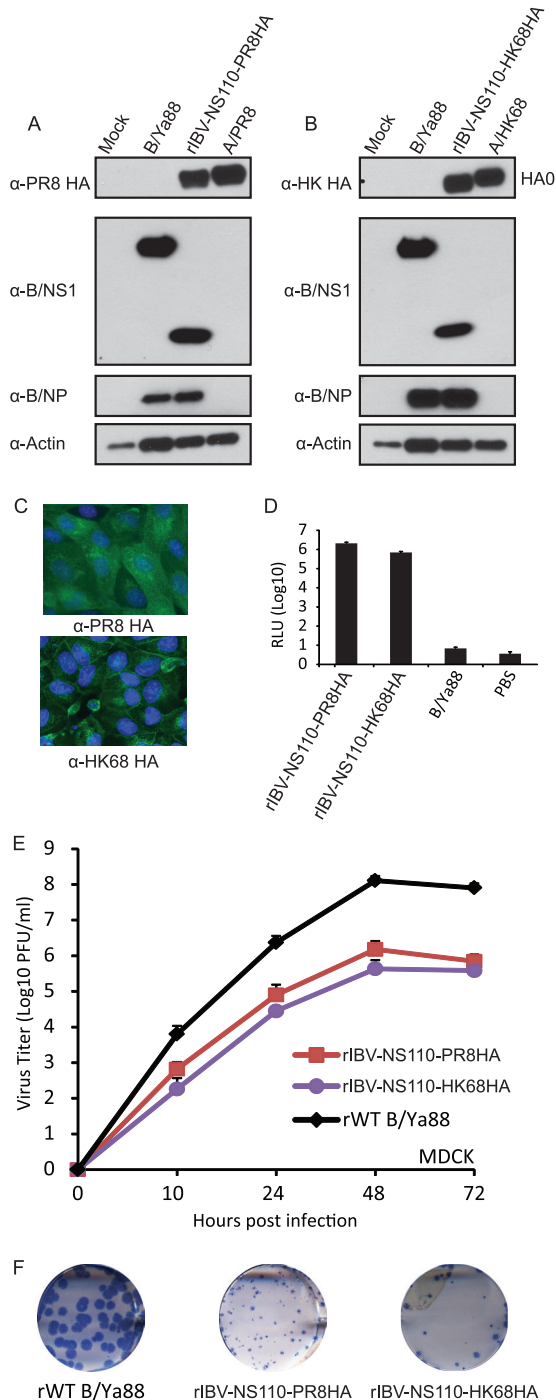 A
Mock
B/Ya88
rIBV-NS110-PR8HA
A/PR8
α-PR8 HA
α-B/NS1
α-B/NP
α-Actin
B
Mock
B/Ya88
rIBV-NS110-HK68HA
A/HK68
α-HK HA
HA0
α-B/NS1
α-B/NP
α-Actin
C
α-PR8 HA
α-HK68 HA
D
RLU (Log10)
7
6
5
4
3
2
1
0
rIBV-NS110-PR8HA
rIBV-NS110-HK68HA
B/Ya88
PBS
E
Virus Titer (Log10 PFU/ml)
9
8
7
6
5
4
3
2
1
0
rIBV-NS110-PR8HA
rIBV-NS110-HK68HA
rWT B/Ya88
MDCK
0 10 24 48 72
Hours post infection
F
rWT B/Ya88 rIBV-NS110-PR8HA rIBV-NS110-HK68HA